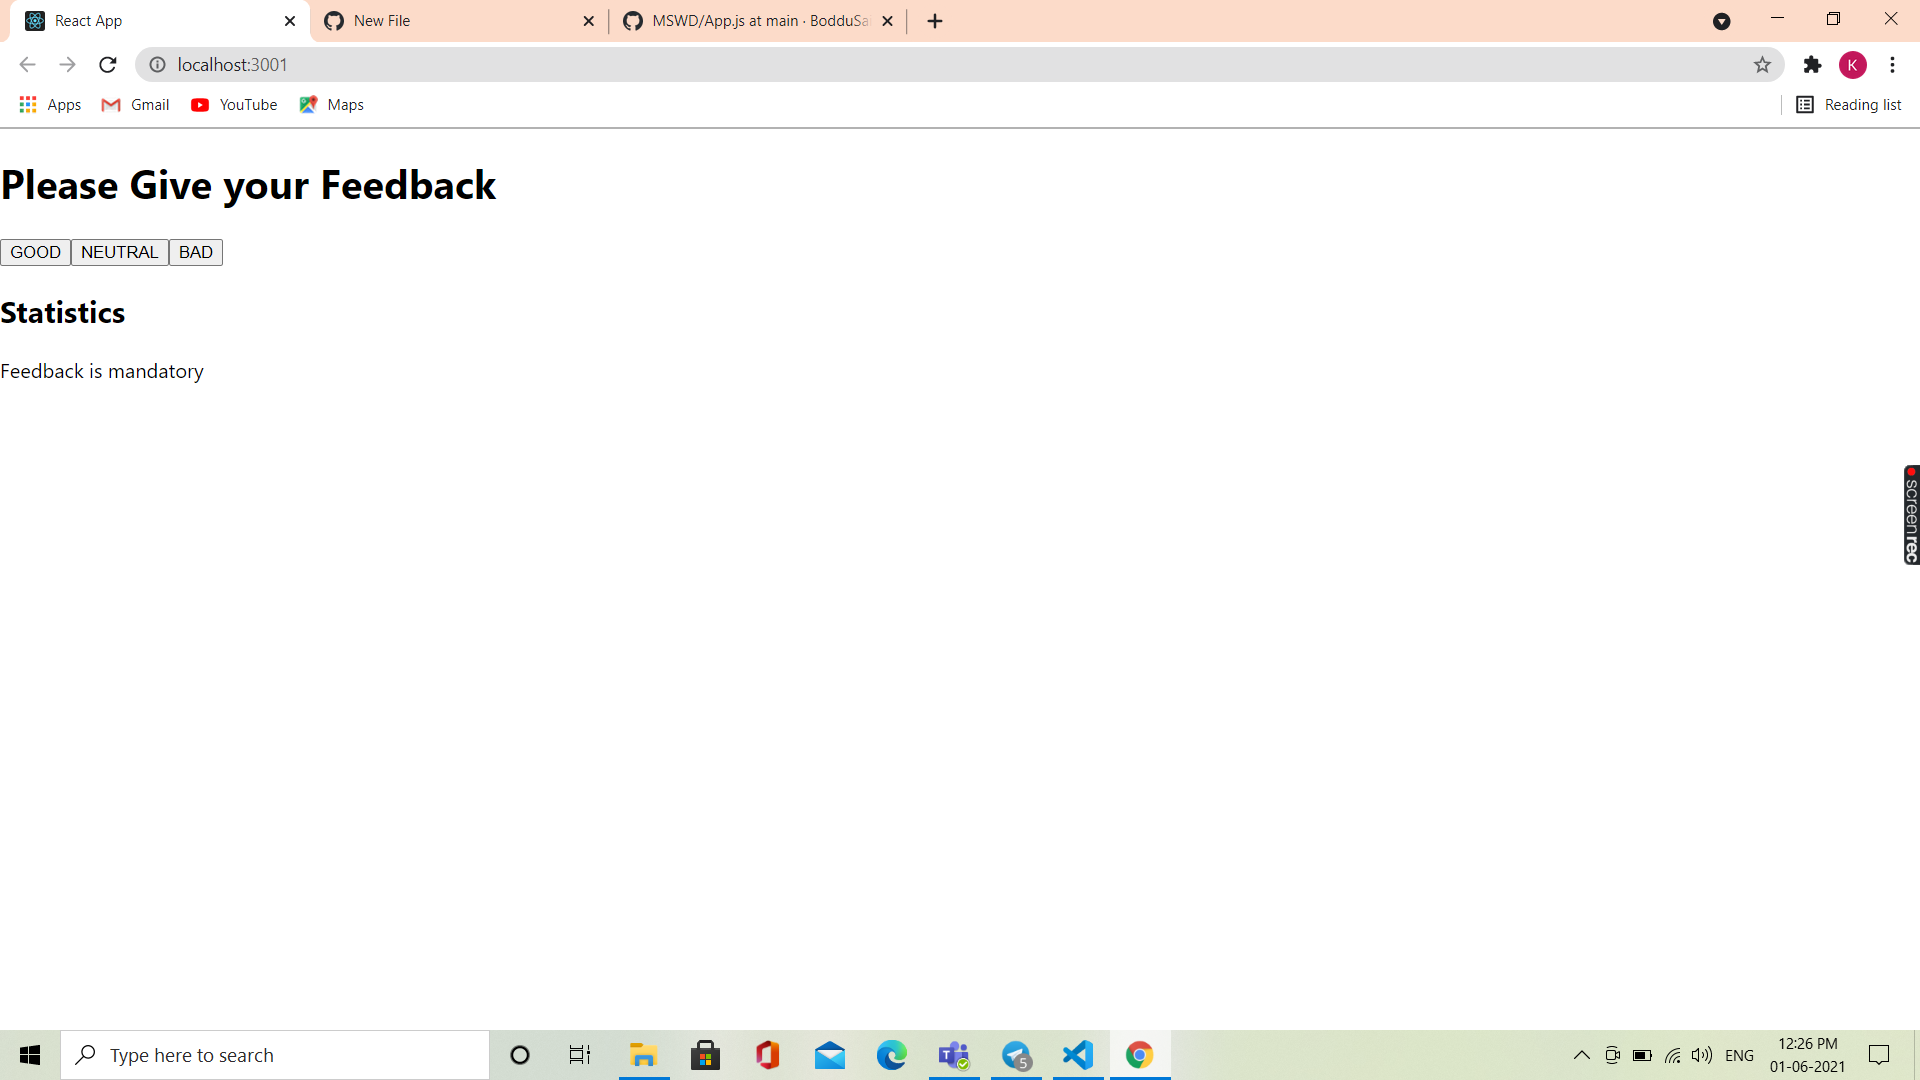 React App
New File
MSWD/App.js at main · BodduSai
localhost:3001
K
Apps
Gmail
YouTube
Maps
Reading list
Please Give your Feedback
GOOD
NEUTRAL
BAD
Statistics
Feedback is mandatory
screenrec
Type here to search
T
5
ENG
12:26 PM
01-06-2021